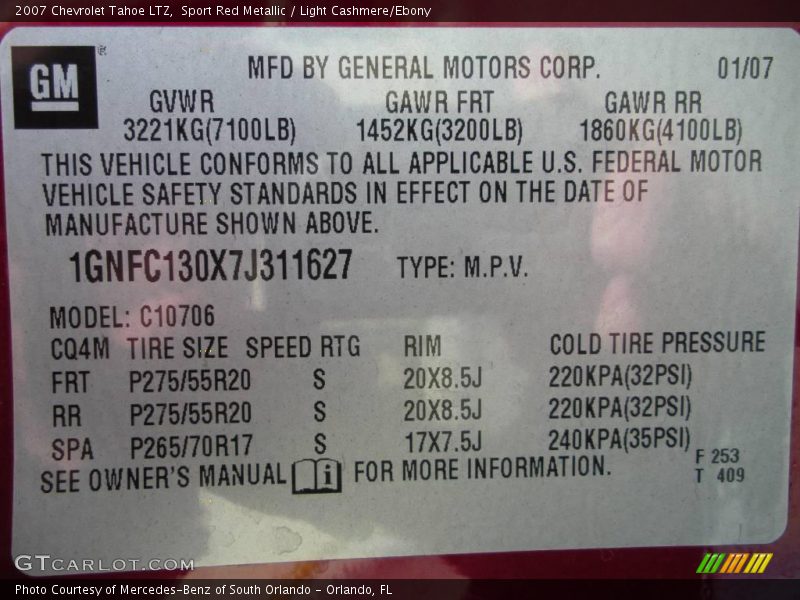 2007 Chevrolet Tahoe LTZ,  Sport Red Metallic / Light Cashmere/Ebony
GM ®
MFD BY GENERAL MOTORS CORP. 01/07
GVWR GAWR FRT GAWR RR
3221KG(7100LB) 1452KG(3200LB) 1860KG(4100LB)
THIS VEHICLE CONFORMS TO ALL APPLICABLE U.S. FEDERAL MOTOR
VEHICLE SAFETY STANDARDS IN EFFECT ON THE DATE OF
MANUFACTURE SHOWN ABOVE.
1GNFC130X7J311627 TYPE: M.P.V.
MODEL: C10706
CQ4M TIRE SIZE SPEED RTG RIM COLD TIRE PRESSURE
FRT P275/55R20 S 20X8.5J 220KPA(32PSI)
RR P275/55R20 S 20X8.5J 220KPA(32PSI)
SPA P265/70R17 S 17X7.5J 240KPA(35PSI)
F 253
SEE OWNER'S MANUAL i FOR MORE INFORMATION.
T 409
GTCARLOT.COM
Photo Courtesy of Mercedes-Benz of South Orlando - Orlando, FL